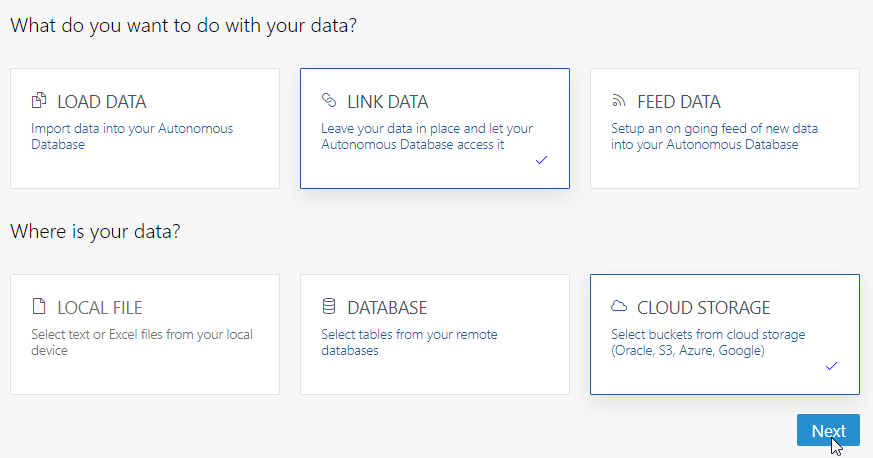 What do you want to do with your data?
LOAD DATA
Import data into your Autonomous
Database
LINK DATA
Leave your data in place and let your
Autonomous Database access it
FEED DATA
Setup an on going feed of new data
into your Autonomous Database
Where is your data?
LOCAL FILE
Select text or Excel files from your local
device
DATABASE
Select tables from your remote
databases
CLOUD STORAGE
Select buckets from cloud storage
(Oracle, S3, Azure, Google)
Next